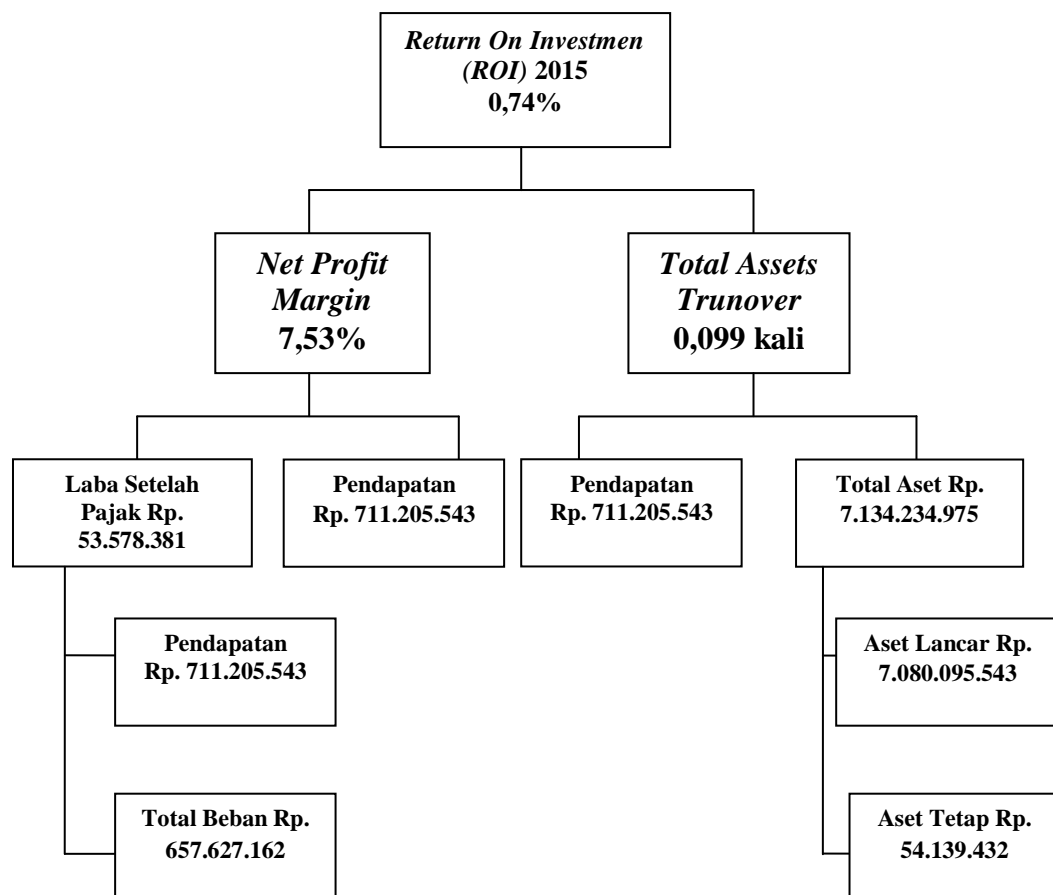 Return On Investmen
(ROI) 2015
0,74%
Net Profit
Margin
7,53%
Total Assets
Trunover
0,099 kali
Laba Setelah
Pajak Rp.
53.578.381
Pendapatan
Rp. 711.205.543
Pendapatan
Rp. 711.205.543
Total Aset Rp.
7.134.234.975
Pendapatan
Rp. 711.205.543
Aset Lancar Rp.
7.080.095.543
Total Beban Rp.
657.627.162
Aset Tetap Rp.
54.139.432